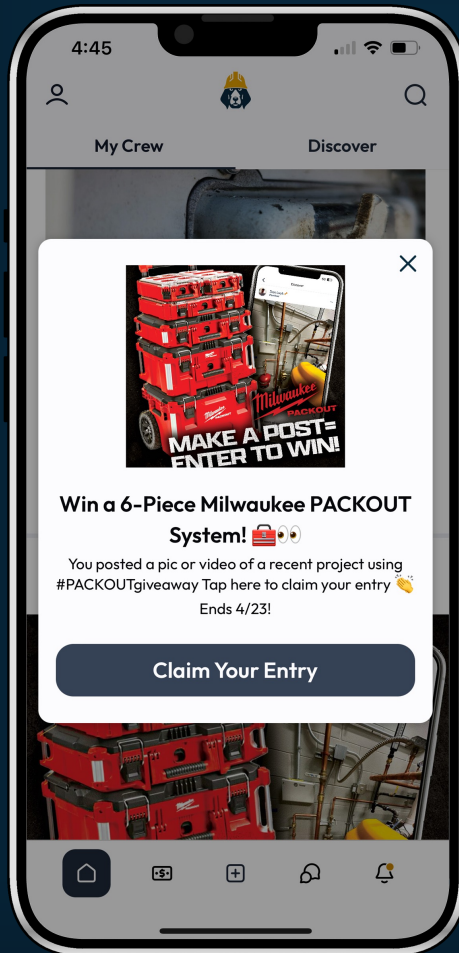 4:45
My Crew
Discover
Discover
Milwaukee
PACKOUT
MAKE A POST=
ENTER TO WIN!
Win a 6-Piece Milwaukee PACKOUT
System! 🧰👀
You posted a pic or video of a recent project using
#PACKOUTgiveaway Tap here to claim your entry 👏
Ends 4/23!
Claim Your Entry